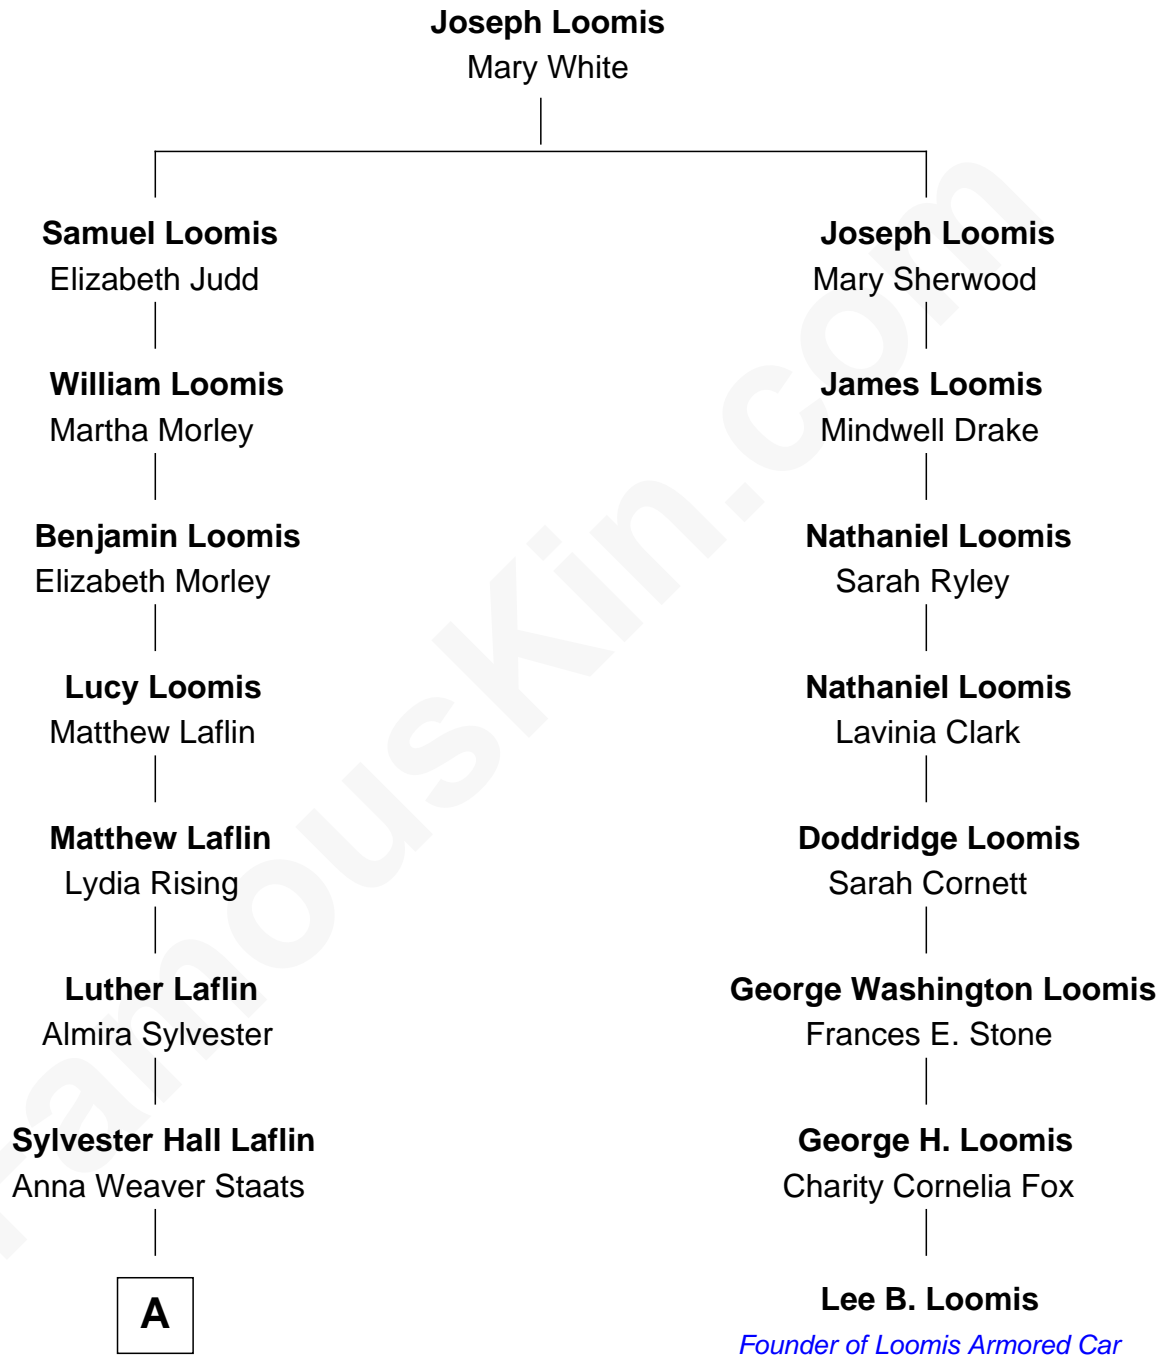 Joseph Loomis
Mary White
Samuel Loomis
Elizabeth Judd
William Loomis
Martha Morley
Benjamin Loomis
Elizabeth Morley
Lucy Loomis
Matthew Laflin
Matthew Laflin
Lydia Rising
Luther Laflin
Almira Sylvester
Sylvester Hall Laflin
Anna Weaver Staats
A
Joseph Loomis
Mary Sherwood
James Loomis
Mindwell Drake
Nathaniel Loomis
Sarah Ryley
Nathaniel Loomis
Lavinia Clark
Doddridge Loomis
Sarah Cornett
George Washington Loomis
Frances E. Stone
George H. Loomis
Charity Cornelia Fox
Lee B. Loomis
Founder of Loomis Armored Car
FamousKin.com